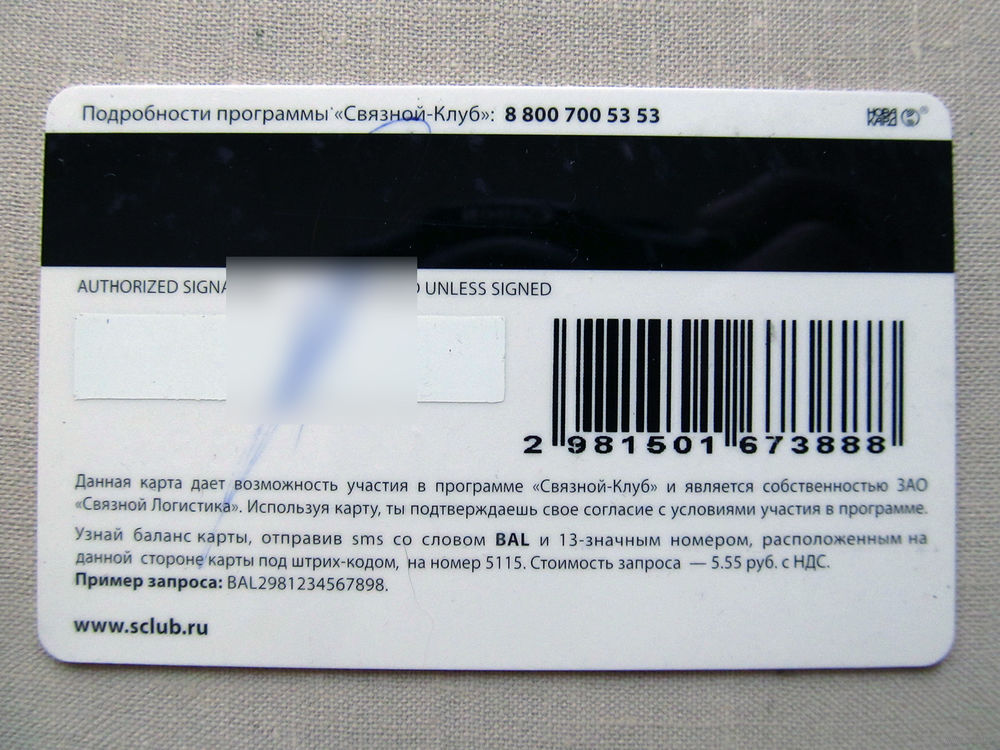 Подробности программы «Связной-Клуб»: 8 800 700 53 53
НОВАЯ КАРТА ®
AUTHORIZED UNLESS SIGNED
2 981501 673888
Данная карта дает возможность участия в программе «Связной-Клуб» и является собственностью ЗАО
«Связной Логистика». Используя карту, ты подтверждаешь свое согласие с условиями участия в программе.
Узнай баланс карты, отправив sms со словом BAL и 13-значным номером, расположенным на
данной стороне карты под штрих-кодом, на номер 5115. Стоимость запроса — 5.55 руб. с НДС.
Пример запроса: BAL2981234567898.
www.sclub.ru